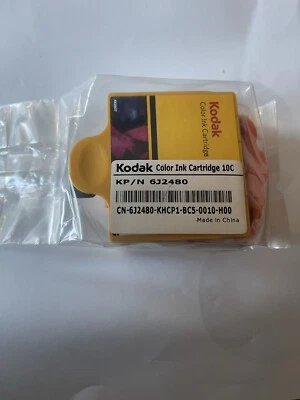 Kodak
Color Ink Cartridge
Kodak Color Ink Cartridge 10C
KP/N 6J2480
CN-6J2480-KHCP1-BC5-0010-H00
Made in China